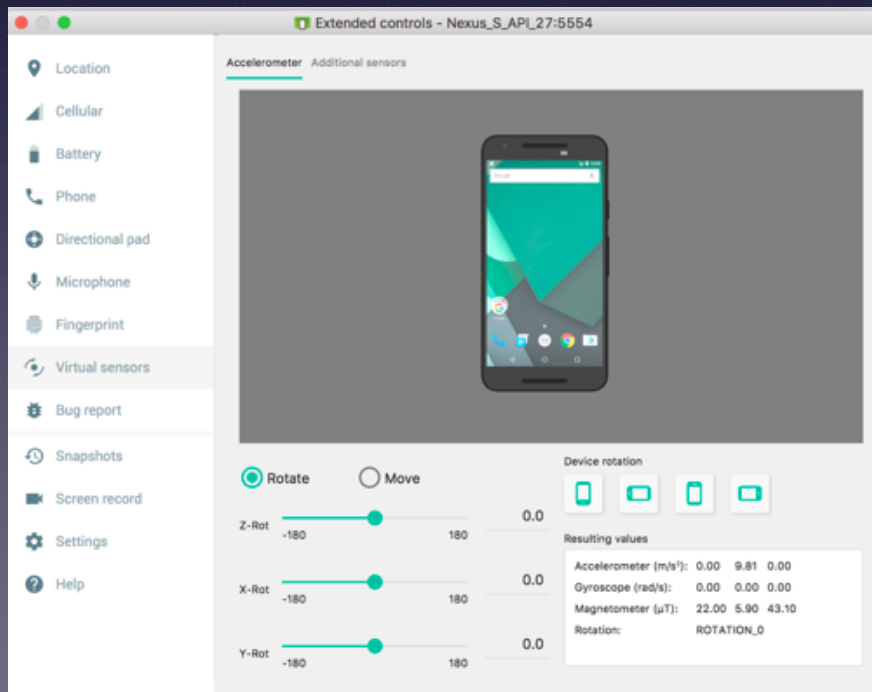 Extended controls - Nexus_S_API_27:5554
Location
Cellular
Battery
Phone
Directional pad
Microphone
Fingerprint
Virtual sensors
Bug report
Snapshots
Screen record
Settings
Help
Accelerometer Additional sensors
Google
Rotate Move
Z-Rot -180 180 0.0
X-Rot -180 180 0.0
Y-Rot -180 180 0.0
Device rotation
Resulting values
Accelerometer (m/s²): 0.00 9.81 0.00
Gyroscope (rad/s): 0.00 0.00 0.00
Magnetometer (μT): 22.00 5.90 43.10
Rotation: ROTATION_0